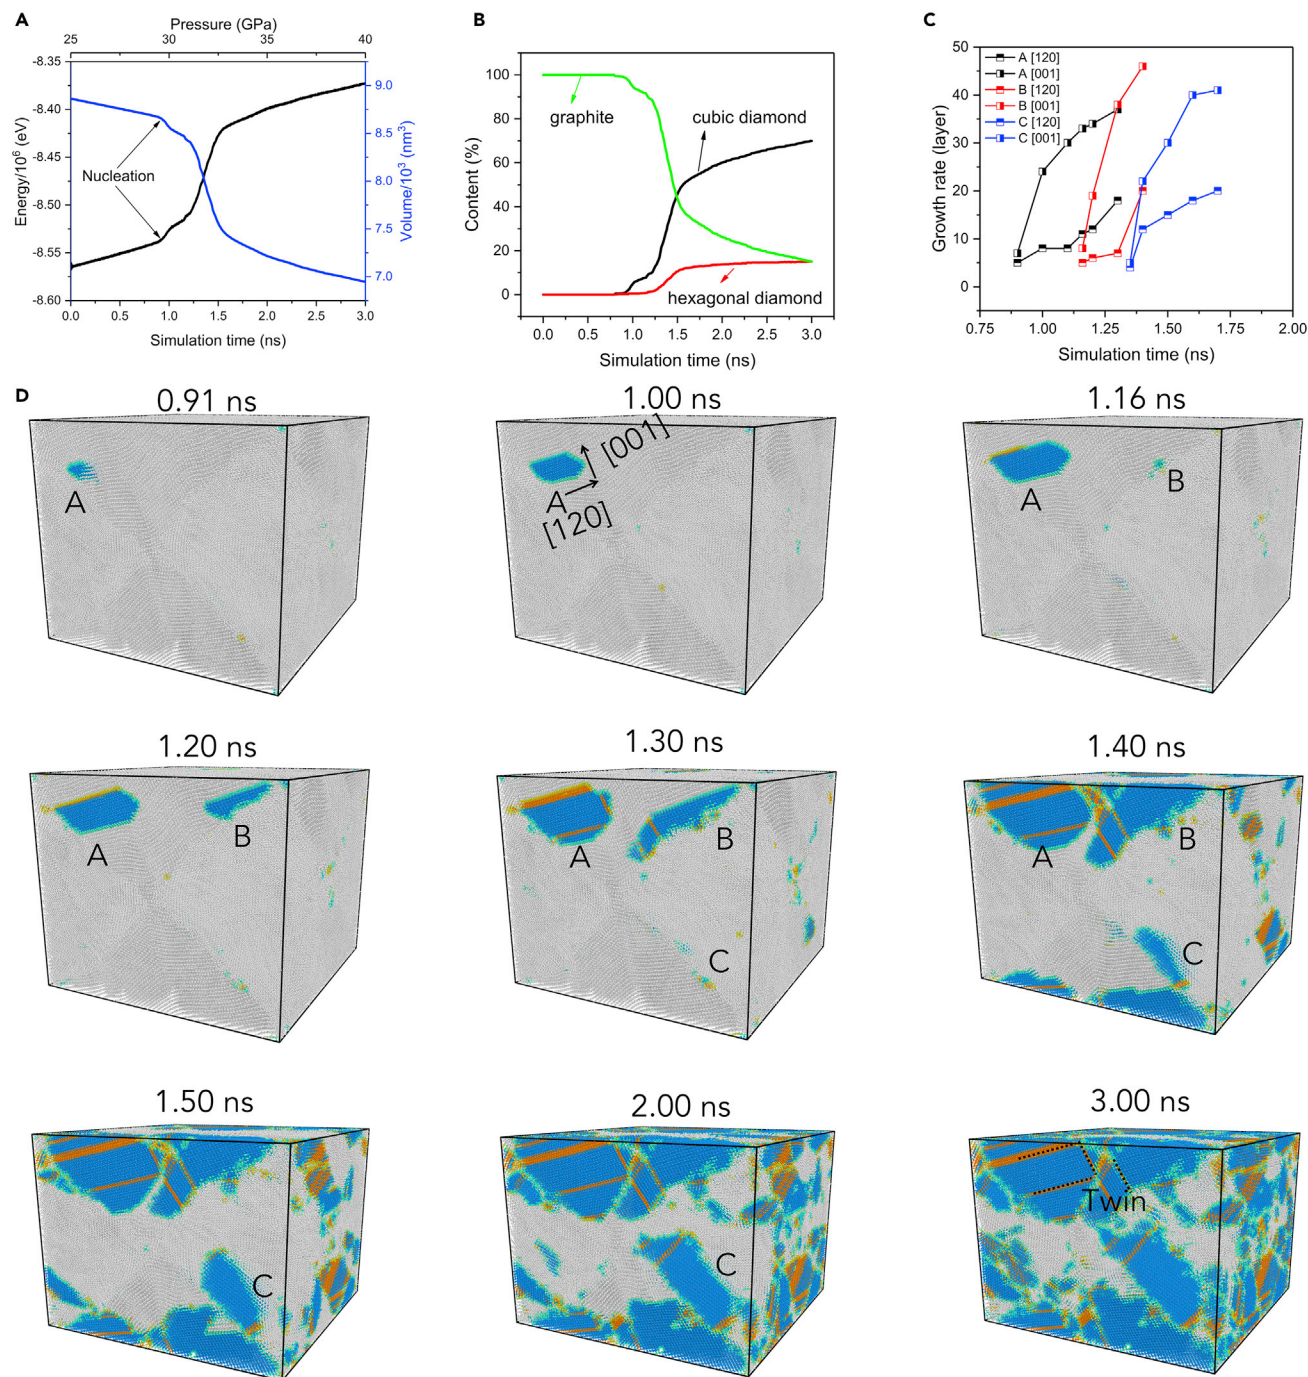 A
Pressure (GPa)
25 30 35 40
-8.35
-8.40
-8.45
-8.50
-8.55
-8.60
Energy/10⁶ (eV)
Nucleation
9.0
8.5
8.0
7.5
7.0
Volume/10³ (nm³)
0.0 0.5 1.0 1.5 2.0 2.5 3.0
Simulation time (ns)
B
100
80
60
40
20
0
Content (%)
graphite
cubic diamond
hexagonal diamond
0.0 0.5 1.0 1.5 2.0 2.5 3.0
Simulation time (ns)
C
50
40
30
20
10
0
Growth rate (layer)
A [120]
A [001]
B [120]
B [001]
C [120]
C [001]
0.75 1.00 1.25 1.50 1.75 2.00
Simulation time (ns)
D
0.91 ns
A
1.00 ns
[001]
A
[120]
1.16 ns
A
B
1.20 ns
A
B
1.30 ns
A
B
C
1.40 ns
A
B
C
1.50 ns
C
2.00 ns
C
3.00 ns
Twin